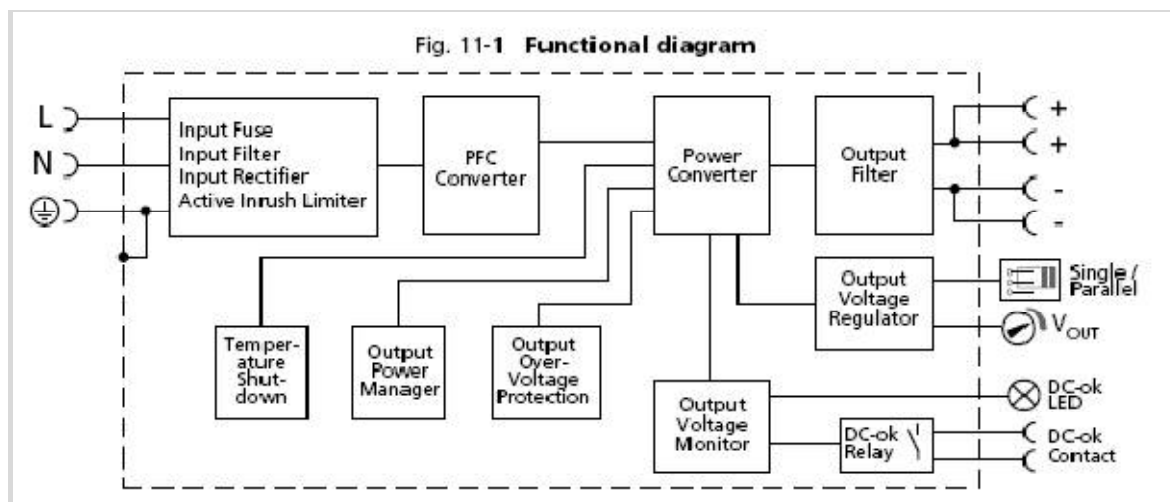 Fig. 11-1 Functional diagram
L
N
Input Fuse
Input Filter
Input Rectifier
Active Inrush Limiter
PFC
Converter
Power
Converter
Output
Filter
+
+
-
-
Output
Voltage
Regulator
Single /
Parallel
VOUT
Temper-
ature
Shut-
down
Output
Power
Manager
Output
Over-
Voltage
Protection
Output
Voltage
Monitor
DC-ok
LED
DC-ok
Relay
DC-ok
Contact